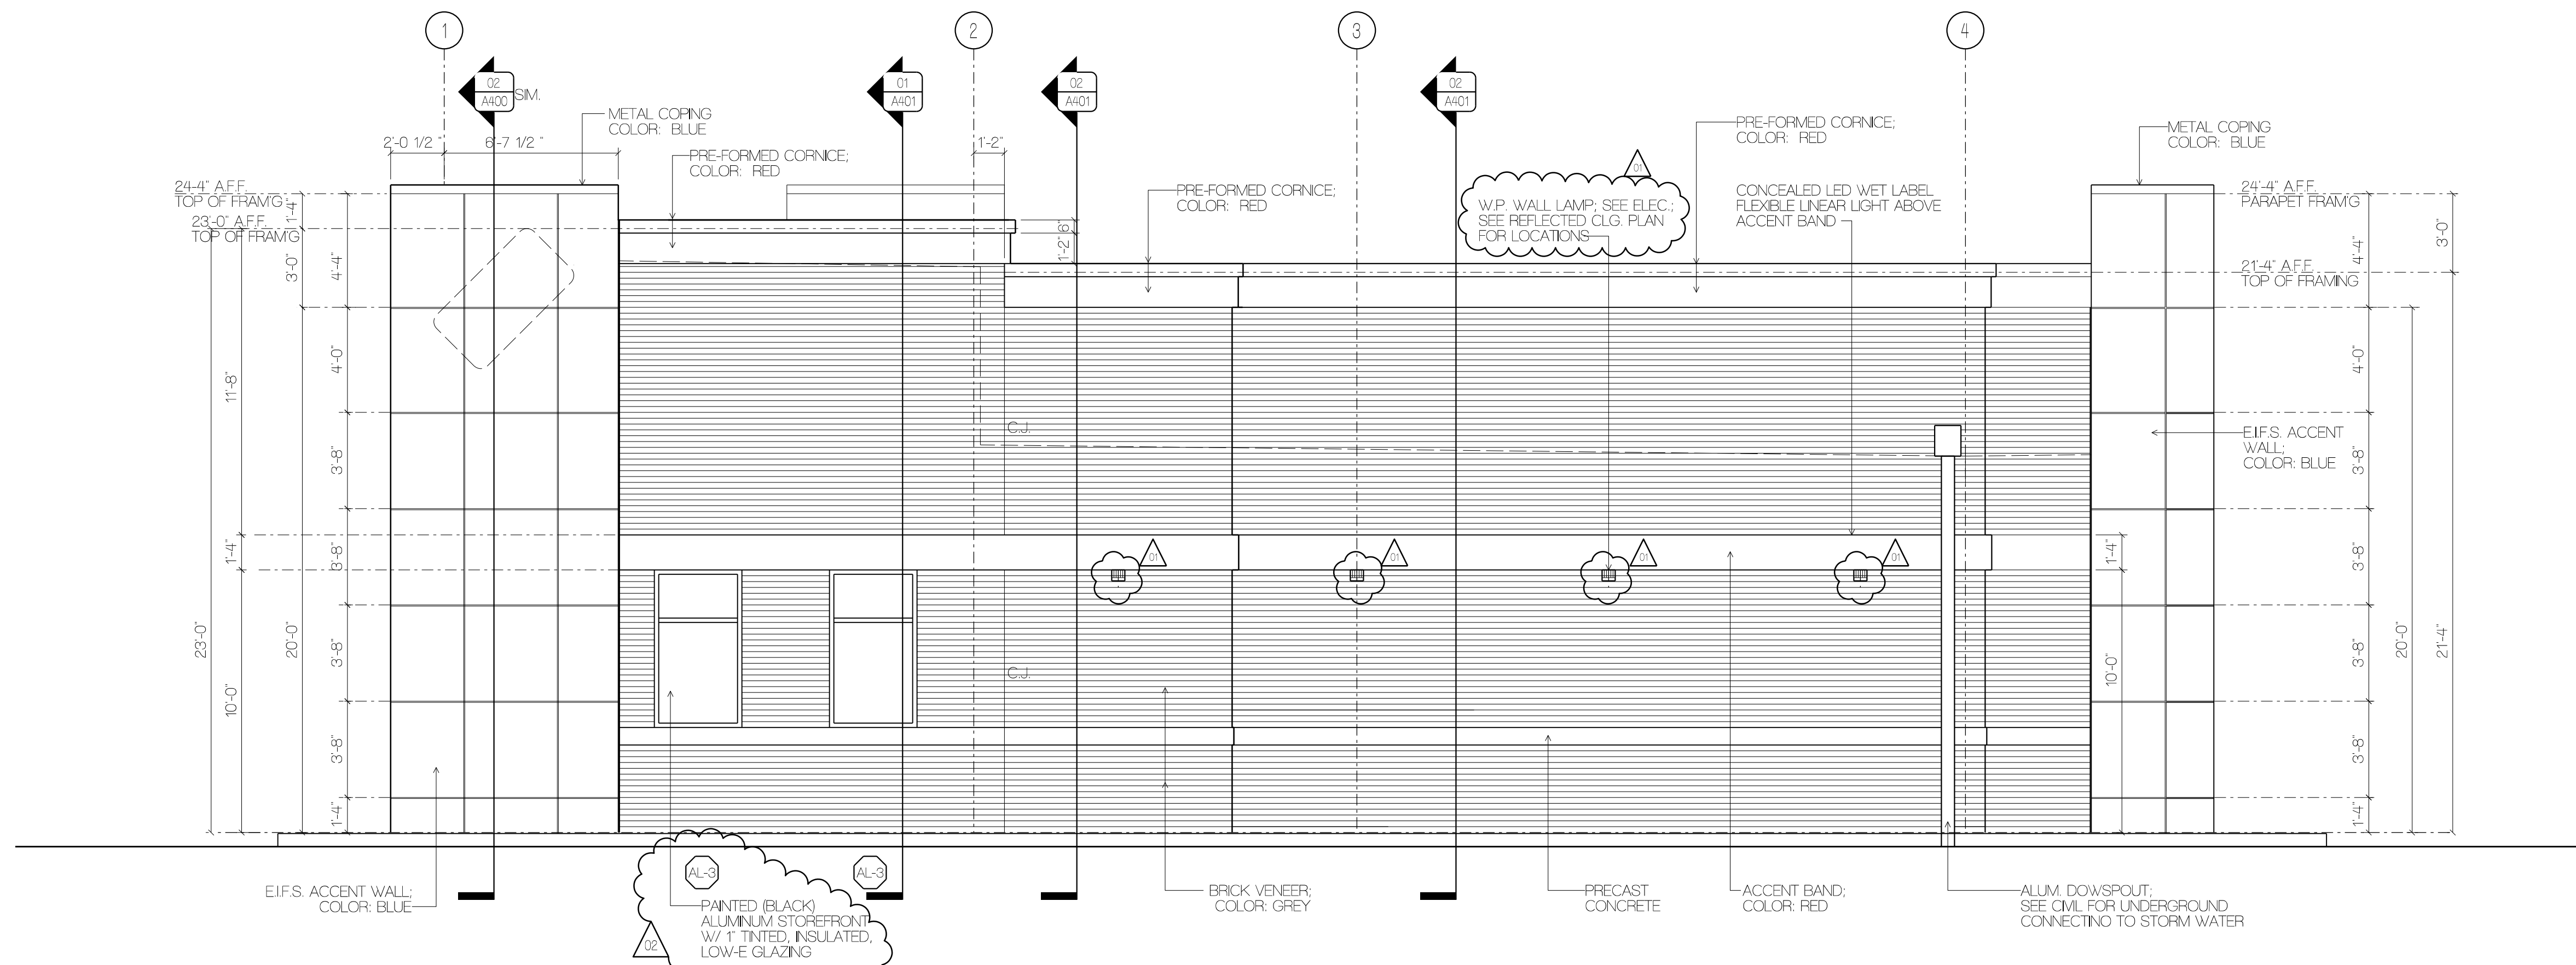 1
2
3
4
02
A400
SIM.
01
A401
02
A401
02
A401
METAL COPING
COLOR: BLUE
2'-0 1/2 "
6'-7 1/2 "
1'-2"
PRE-FORMED CORNICE;
COLOR: RED
PRE-FORMED CORNICE;
COLOR: RED
PRE-FORMED CORNICE;
COLOR: RED
METAL COPING
COLOR: BLUE
01
W.P. WALL LAMP; SEE ELEC.;
SEE REFLECTED CLG. PLAN
FOR LOCATIONS
CONCEALED LED WET LABEL
FLEXIBLE LINEAR LIGHT ABOVE
ACCENT BAND
24'-4" A.F.F.
TOP OF FRAM'G
23'-0" A.F.F.
TOP OF FRAM'G
24'-4" A.F.F.
PARAPET FRAM'G
21'-4" A.F.F.
TOP OF FRAMING
1'-4"
3'-0"
4'-4"
6"
1'-2"
4'-4"
3'-0"
11'-8"
4'-0"
4'-0"
C.J.
3'-8"
E.I.F.S. ACCENT
WALL;
COLOR: BLUE
3'-8"
1'-4"
3'-8"
01
01
01
01
1'-4"
3'-8"
23'-0"
10'-0"
20'-0"
3'-8"
C.J.
10'-0"
3'-8"
20'-0"
21'-4"
3'-8"
3'-8"
1'-4"
1'-4"
AL-3
AL-3
E.I.F.S. ACCENT WALL;
COLOR: BLUE
02
PAINTED (BLACK)
ALUMINUM STOREFRONT
W/ 1" TINTED, INSULATED,
LOW-E GLAZING
BRICK VENEER;
COLOR: GREY
PRECAST
CONCRETE
ACCENT BAND;
COLOR: RED
ALUM. DOWSPOUT;
SEE CIVIL FOR UNDERGROUND
CONNECTINO TO STORM WATER